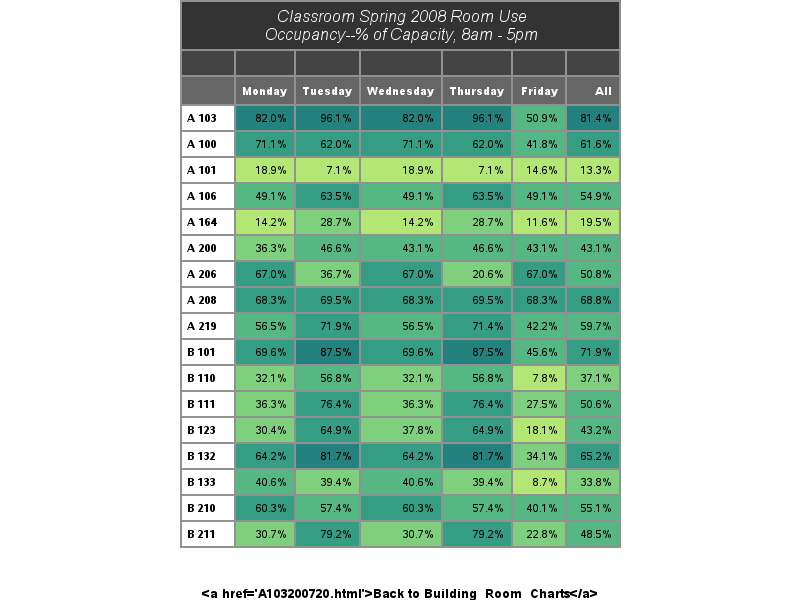 Classroom Spring 2008 Room Use
Occupancy--% of Capacity, 8am - 5pm
Monday Tuesday Wednesday Thursday Friday All
A 103 82.0% 96.1% 82.0% 96.1% 50.9% 81.4%
A 100 71.1% 62.0% 71.1% 62.0% 41.8% 61.6%
A 101 18.9% 7.1% 18.9% 7.1% 14.6% 13.3%
A 106 49.1% 63.5% 49.1% 63.5% 49.1% 54.9%
A 164 14.2% 28.7% 14.2% 28.7% 11.6% 19.5%
A 200 36.3% 46.6% 43.1% 46.6% 43.1% 43.1%
A 206 67.0% 36.7% 67.0% 20.6% 67.0% 50.8%
A 208 68.3% 69.5% 68.3% 69.5% 68.3% 68.8%
A 219 56.5% 71.9% 56.5% 71.4% 42.2% 59.7%
B 101 69.6% 87.5% 69.6% 87.5% 45.6% 71.9%
B 110 32.1% 56.8% 32.1% 56.8% 7.8% 37.1%
B 111 36.3% 76.4% 36.3% 76.4% 27.5% 50.6%
B 123 30.4% 64.9% 37.8% 64.9% 18.1% 43.2%
B 132 64.2% 81.7% 64.2% 81.7% 34.1% 65.2%
B 133 40.6% 39.4% 40.6% 39.4% 8.7% 33.8%
B 210 60.3% 57.4% 60.3% 57.4% 40.1% 55.1%
B 211 30.7% 79.2% 30.7% 79.2% 22.8% 48.5%
<a href='A103200720.html'>Back to Building_Room_Charts</a>